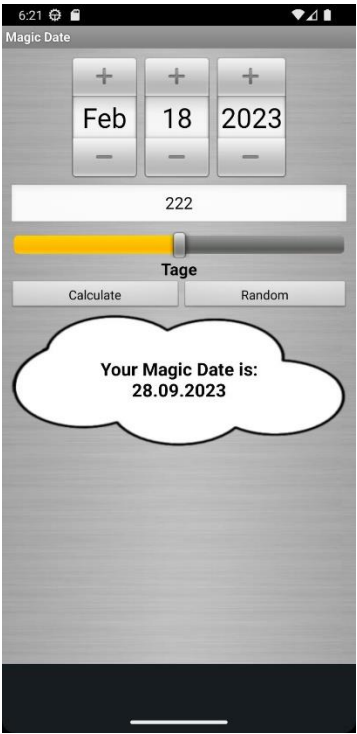 6:21
Magic Date
+ + +
Feb 18 2023
− − −
222
Tage
Calculate Random
Your Magic Date is:
28.09.2023